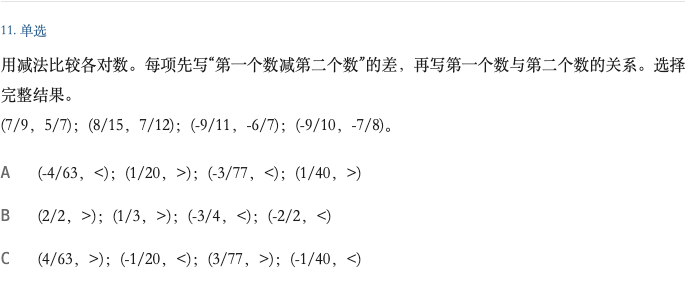 11. 单选
用减法比较各对数。每项先写“第一个数减第二个数”的差，再写第一个数与第二个数的关系。选择
完整结果。
(7/9，5/7)；(8/15，7/12)；(-9/11，-6/7)；(-9/10，-7/8)。
A (-4/63，<)；(1/20，>)；(-3/77，<)；(1/40，>)
B (2/2，>)；(1/3，>)；(-3/4，<)；(-2/2，<)
C (4/63，>)；(-1/20，<)；(3/77，>)；(-1/40，<)